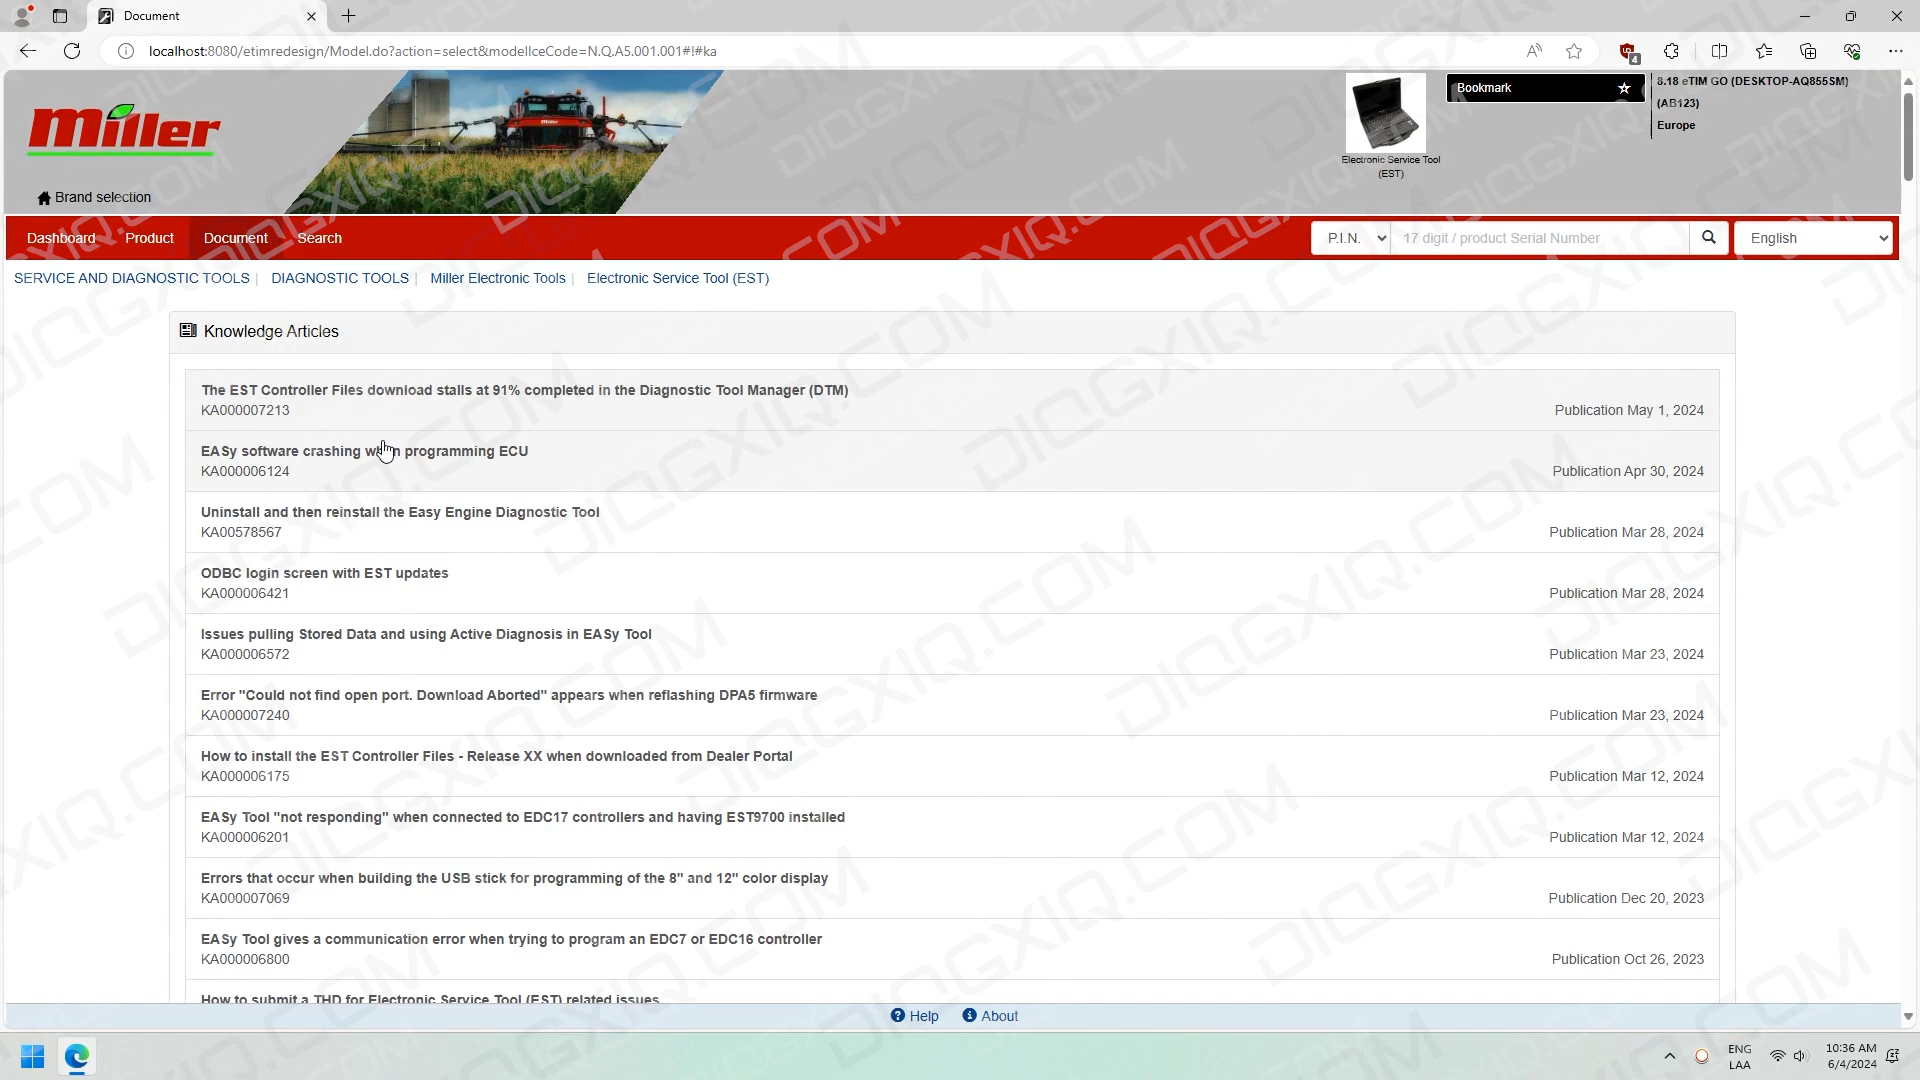 Document
localhost:8080/etimredesign/Model.do?action=select&modelIceCode=N.Q.A5.001.001#!#ka
4
Miller
Brand selection
Electronic Service Tool
(EST)
Bookmark
8.18 eTIM GO (DESKTOP-AQ855SM)
(AB123)
Europe
Dashboard Product Document Search
P.I.N. 17 digit / product Serial Number English
SERVICE AND DIAGNOSTIC TOOLS | DIAGNOSTIC TOOLS | Miller Electronic Tools | Electronic Service Tool (EST)
Knowledge Articles
The EST Controller Files download stalls at 91% completed in the Diagnostic Tool Manager (DTM)
KA000007213 Publication May 1, 2024
EASy software crashing when programming ECU
KA000006124 Publication Apr 30, 2024
Uninstall and then reinstall the Easy Engine Diagnostic Tool
KA00578567 Publication Mar 28, 2024
ODBC login screen with EST updates
KA000006421 Publication Mar 28, 2024
Issues pulling Stored Data and using Active Diagnosis in EASy Tool
KA000006572 Publication Mar 23, 2024
Error "Could not find open port. Download Aborted" appears when reflashing DPA5 firmware
KA000007240 Publication Mar 23, 2024
How to install the EST Controller Files - Release XX when downloaded from Dealer Portal
KA000006175 Publication Mar 12, 2024
EASy Tool "not responding" when connected to EDC17 controllers and having EST9700 installed
KA000006201 Publication Mar 12, 2024
Errors that occur when building the USB stick for programming of the 8" and 12" color display
KA000007069 Publication Dec 20, 2023
EASy Tool gives a communication error when trying to program an EDC7 or EDC16 controller
KA000006800 Publication Oct 26, 2023
How to submit a THD for Electronic Service Tool (EST) related issues
Help About
ENG
LAA
10:36 AM
6/4/2024
DIAGXIQ.COM